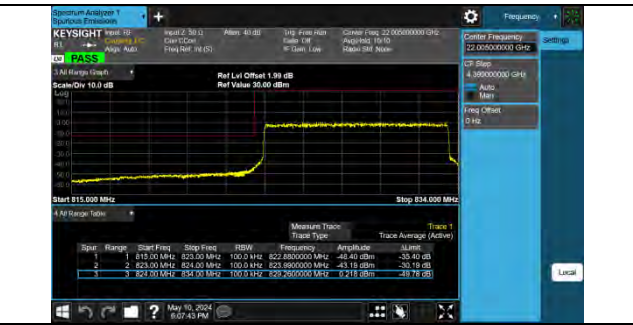 Spectrum Analyzer 1
Spurious Emissions
Frequency
KEYSIGHT Input: RF
Input Z: 50 Ω
Atten: 40 dB
Trig: Free Run
Center Freq: 22.005000000 GHz
RL
Coupling: DC
Corr CCorr
Gate: Off
Avg|Hold: 10/10
Align: Auto
Freq Ref: Int (S)
IF Gain: Low
Radio Std: None
PASS
Center Frequency
22.005000000 GHz
Settings
CF Step
4.399000000 GHz
Auto
Man
Freq Offset
0 Hz
3 All Range Graph
Ref Lvl Offset 1.99 dB
Scale/Div 10.0 dB
Ref Value 30.00 dBm
Log
Start 815.000 MHz
Stop 834.000 MHz
4 All Range Table
Measure Trace
Trace 1
Trace Type
Trace Average (Active)
Spur Range Start Freq Stop Freq RBW Frequency Amplitude ΔLimit
1 1 815.00 MHz 823.00 MHz 100.0 kHz 822.8800000 MHz -48.40 dBm -35.40 dB
2 2 823.00 MHz 824.00 MHz 100.0 kHz 823.9900000 MHz -43.19 dBm -30.19 dB
3 3 824.00 MHz 834.00 MHz 100.0 kHz 829.2600000 MHz 0.218 dBm -49.78 dB
Local
May 10, 2024
6:07:43 PM